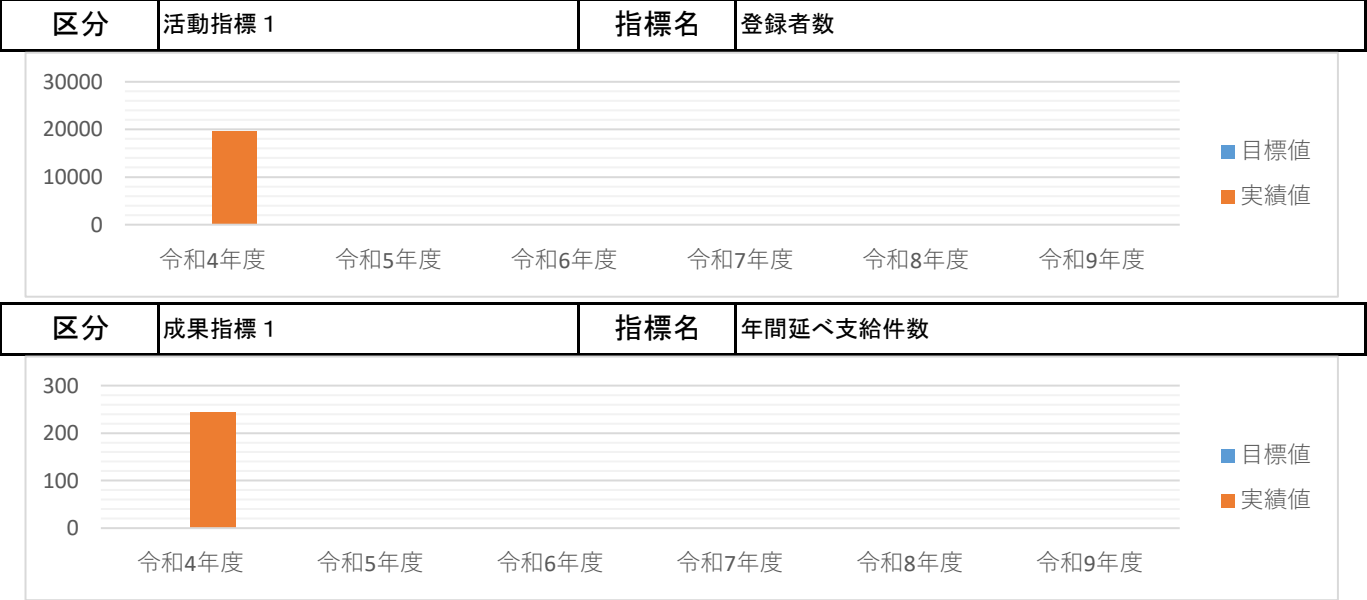 区分 活動指標１ 指標名 登録者数
30000
20000
10000
0
令和4年度 令和5年度 令和6年度 令和7年度 令和8年度 令和9年度
目標値
実績値
区分 成果指標１ 指標名 年間延べ支給件数
300
200
100
0
令和4年度 令和5年度 令和6年度 令和7年度 令和8年度 令和9年度
目標値
実績値